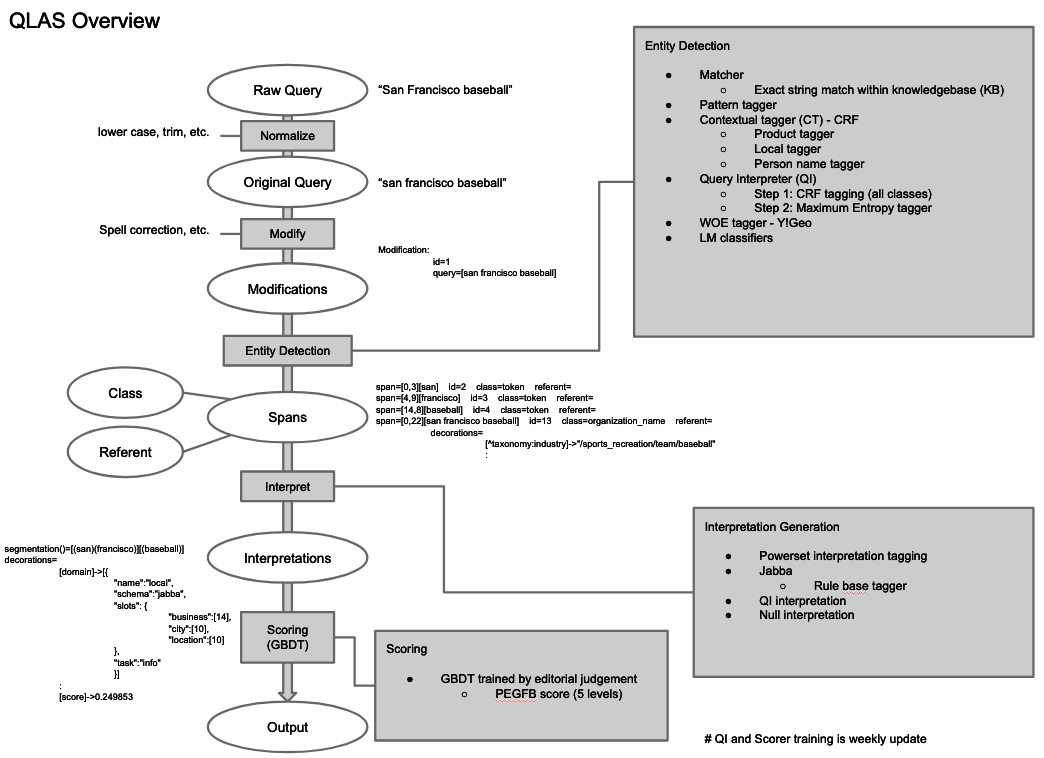 QLAS Overview
Raw Query
“San Francisco baseball”
lower case, trim, etc.
Normalize
Original Query
“san francisco baseball”
Spell correction, etc.
Modify
Modification:
id=1
query=[san francisco baseball]
Modifications
Entity Detection
Class
Referent
Spans
span=[0,3][san] id=2 class=token referent=
span=[4,9][francisco] id=3 class=token referent=
span=[14,8][baseball] id=4 class=token referent=
span=[0,22][san francisco baseball] id=13 class=organization_name referent=
decorations=
[^taxonomy:industry]->"/sports_recreation/team/baseball"
:
Interpret
Interpretations
segmentation()=[(san)(francisco)][(baseball)]
decorations=
[domain]->[{
"name":"local",
"schema":"jabba",
"slots": {
"business":[14],
"city":[10],
"location":[10]
},
"task":"info"
}]
:
[score]->0.249853
Scoring
(GBDT)
Output
Entity Detection
● Matcher
○ Exact string match within knowledgebase (KB)
● Pattern tagger
● Contextual tagger (CT) - CRF
○ Product tagger
○ Local tagger
○ Person name tagger
● Query Interpreter (QI)
○ Step 1: CRF tagging (all classes)
○ Step 2: Maximum Entropy tagger
● WOE tagger - Y!Geo
● LM classifiers
Interpretation Generation
● Powerset interpretation tagging
● Jabba
○ Rule base tagger
● QI interpretation
● Null interpretation
Scoring
● GBDT trained by editorial judgement
○ PEGFB score (5 levels)
# QI and Scorer training is weekly update